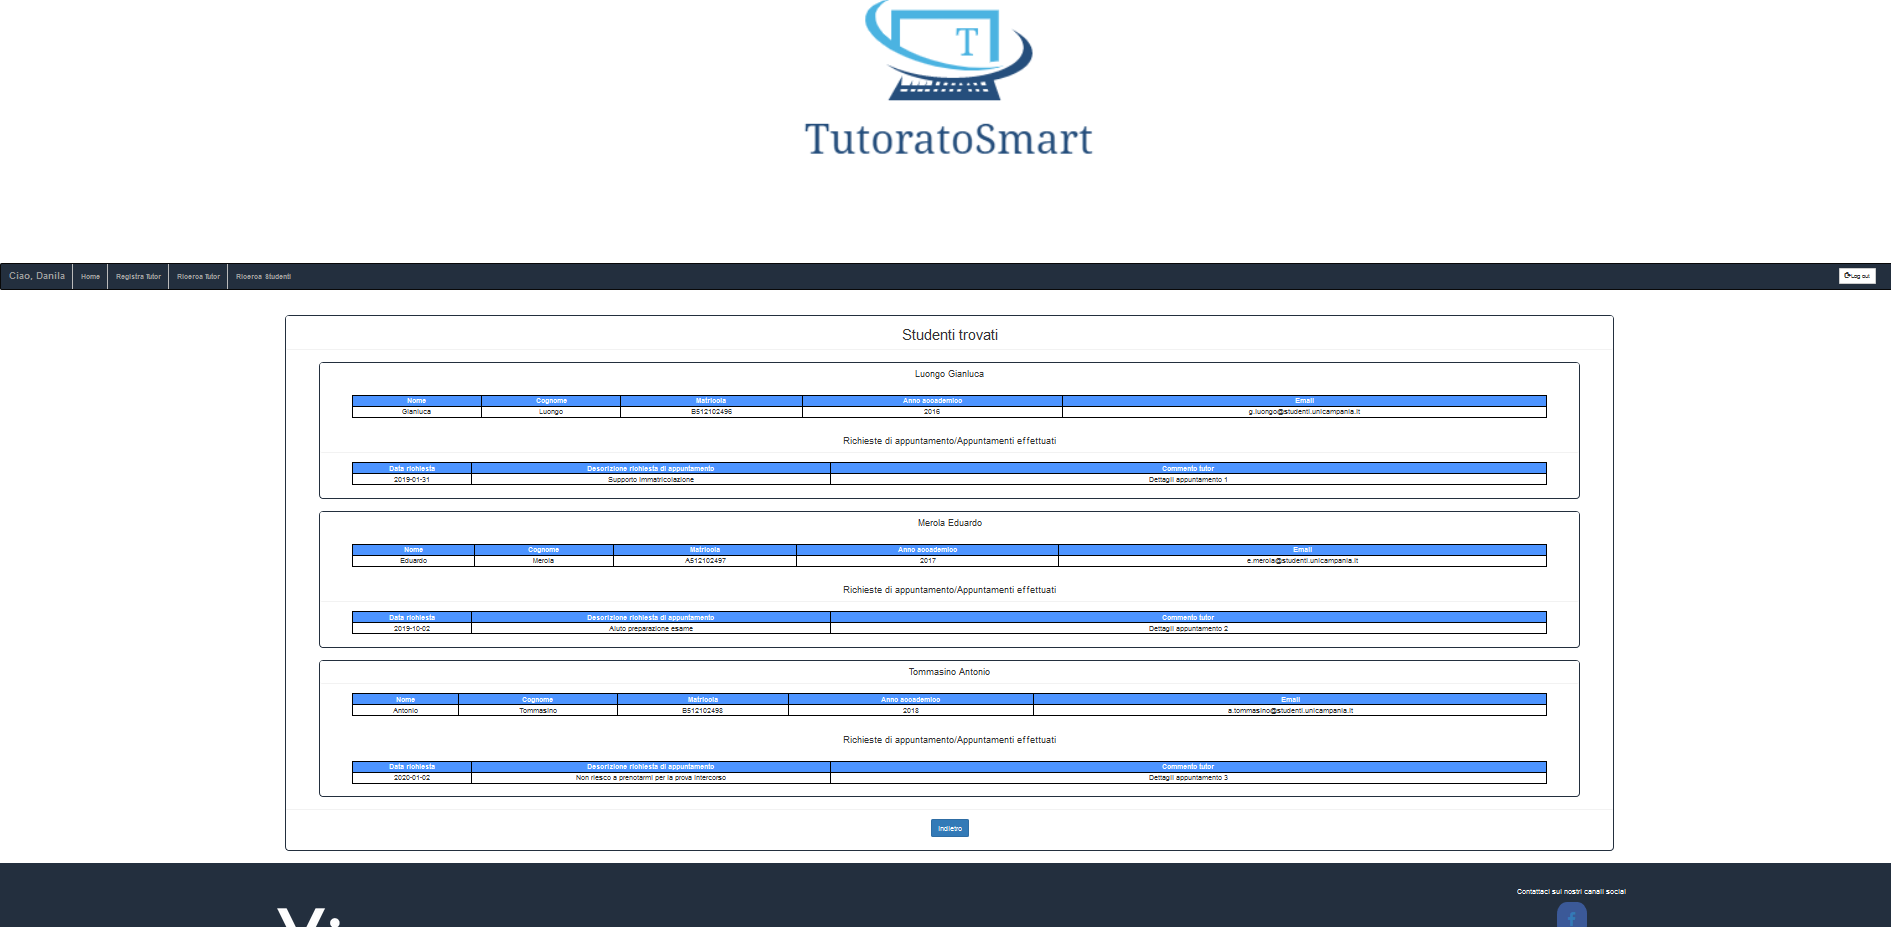 T
TutoratoSmart
Ciao, Danila Home Registra Tutor Ricerca Tutor Ricerca Studenti Log out
Studenti trovati
Luongo Gianluca
Nome Cognome Matricola Anno accademico Email
Gianluca Luongo B512102496 2016 g.luongo@studenti.unicampania.it
Richieste di appuntamento/Appuntamenti effettuati
Data richiesta Descrizione richiesta di appuntamento Commento tutor
2019-01-31 Supporto immatricolazione Dettagli appuntamento 1
Merola Eduardo
Nome Cognome Matricola Anno accademico Email
Eduardo Merola A512102497 2017 e.merola@studenti.unicampania.it
Richieste di appuntamento/Appuntamenti effettuati
Data richiesta Descrizione richiesta di appuntamento Commento tutor
2019-10-02 Aiuto preparazione esame Dettagli appuntamento 2
Tommasino Antonio
Nome Cognome Matricola Anno accademico Email
Antonio Tommasino B512102498 2018 a.tommasino@studenti.unicampania.it
Richieste di appuntamento/Appuntamenti effettuati
Data richiesta Descrizione richiesta di appuntamento Commento tutor
2020-01-02 Non riesco a prenotarmi per la prova intercorso Dettagli appuntamento 3
Indietro
Contattaci sui nostri canali social